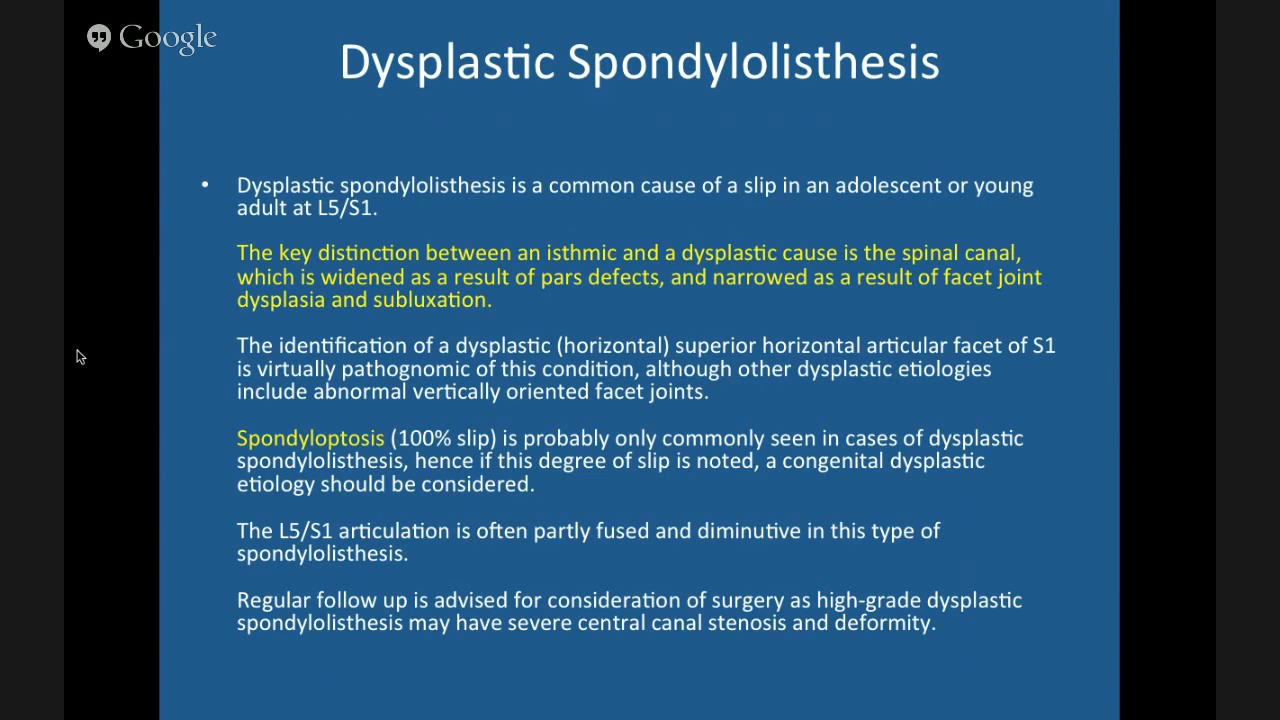 Google
Dysplastic Spondylolisthesis
• Dysplastic spondylolisthesis is a common cause of a slip in an adolescent or young
adult at L5/S1.
The key distinction between an isthmic and a dysplastic cause is the spinal canal,
which is widened as a result of pars defects, and narrowed as a result of facet joint
dysplasia and subluxation.
The identification of a dysplastic (horizontal) superior horizontal articular facet of S1
is virtually pathognomic of this condition, although other dysplastic etiologies
include abnormal vertically oriented facet joints.
Spondyloptosis (100% slip) is probably only commonly seen in cases of dysplastic
spondylolisthesis, hence if this degree of slip is noted, a congenital dysplastic
etiology should be considered.
The L5/S1 articulation is often partly fused and diminutive in this type of
spondylolisthesis.
Regular follow up is advised for consideration of surgery as high-grade dysplastic
spondylolisthesis may have severe central canal stenosis and deformity.